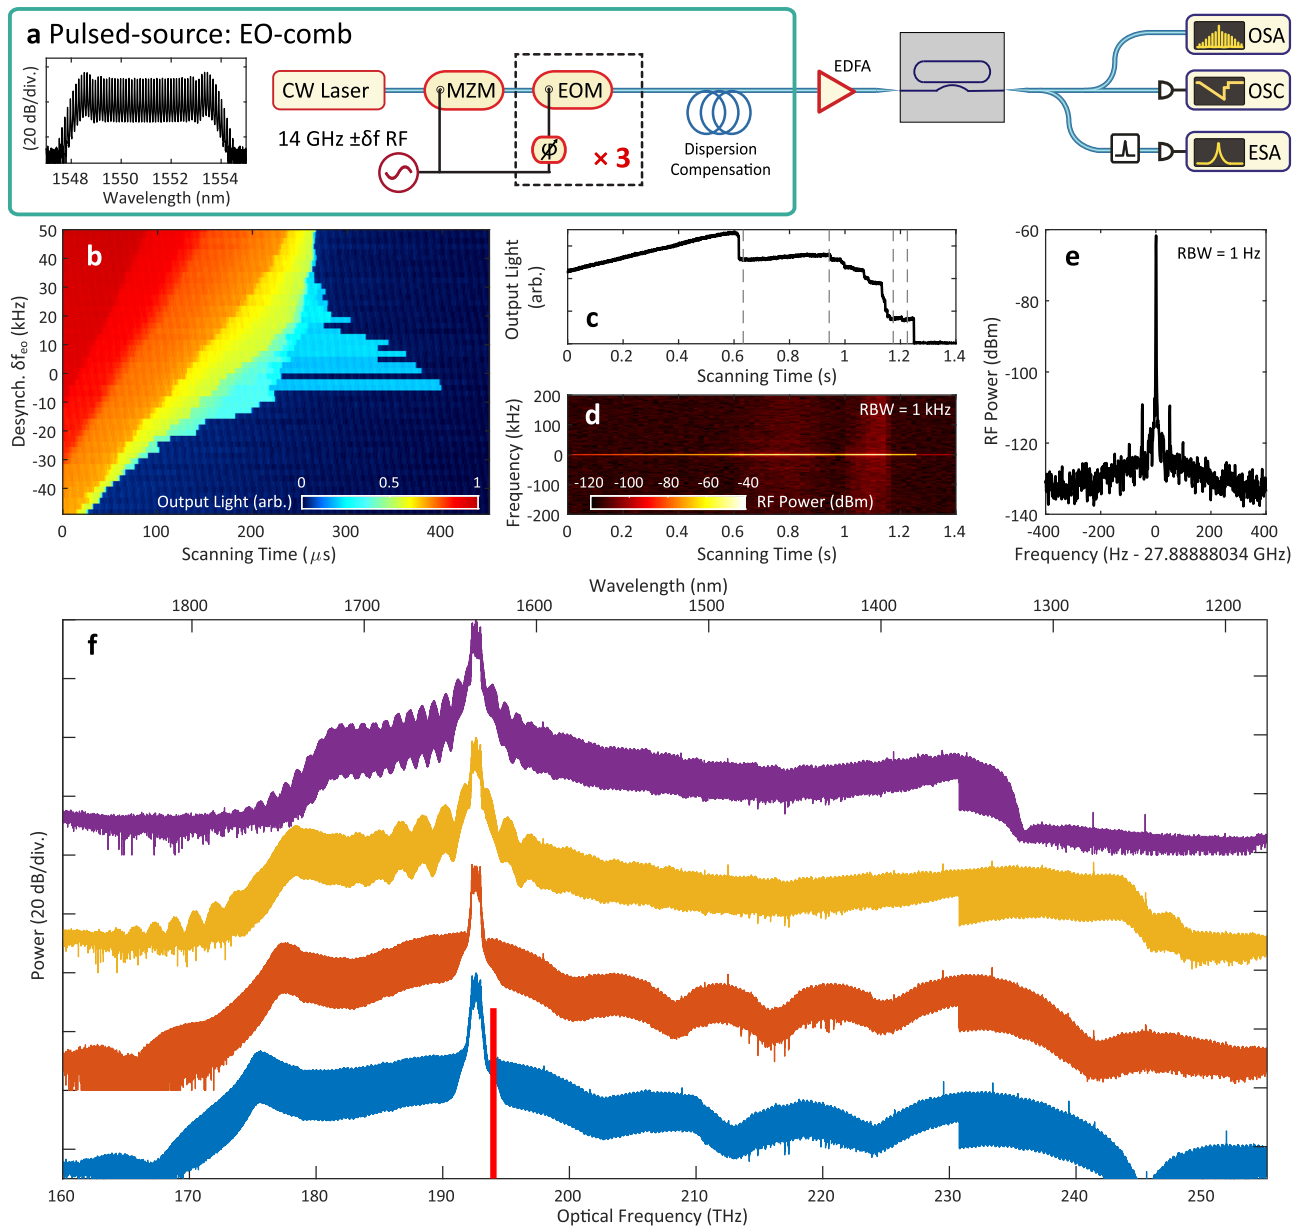 a Pulsed-source: EO-comb
(20 dB/div.)
1548 1550 1552 1554
Wavelength (nm)
CW Laser
MZM
EOM
14 GHz ±δf RF
φ
× 3
Dispersion
Compensation
EDFA
OSA
OSC
ESA
b
Desynch. δfeo (kHz)
50
40
30
20
10
0
-10
-20
-30
-40
Output Light (arb.)
0 0.5 1
0 100 200 300 400
Scanning Time (μs)
c
Output Light
(arb.)
0 0.2 0.4 0.6 0.8 1 1.2 1.4
Scanning Time (s)
d
RBW = 1 kHz
Frequency (kHz)
200
100
0
-100
-200
-120 -100 -80 -60 -40
RF Power (dBm)
0 0.2 0.4 0.6 0.8 1 1.2 1.4
Scanning Time (s)
e
RBW = 1 Hz
RF Power (dBm)
-60
-80
-100
-120
-140
-400 -200 0 200 400
Frequency (Hz - 27.88888034 GHz)
Wavelength (nm)
1800 1700 1600 1500 1400 1300 1200
f
Power (20 dB/div.)
160 170 180 190 200 210 220 230 240 250
Optical Frequency (THz)